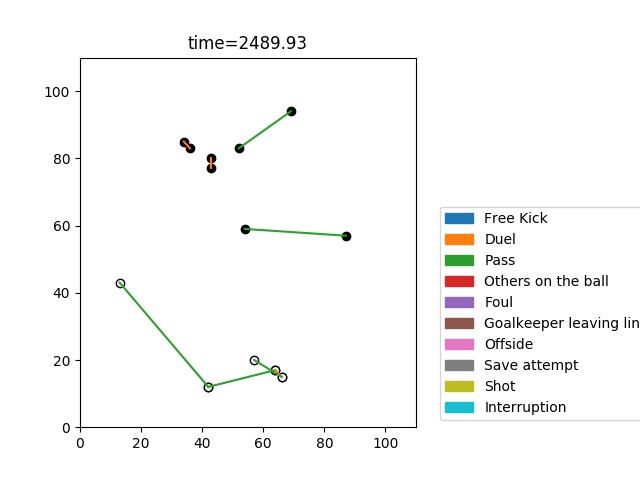 time=2489.93
100
80
60
40
20
0
0 20 40 60 80 100
Free Kick
Duel
Pass
Others on the ball
Foul
Goalkeeper leaving lin
Offside
Save attempt
Shot
Interruption